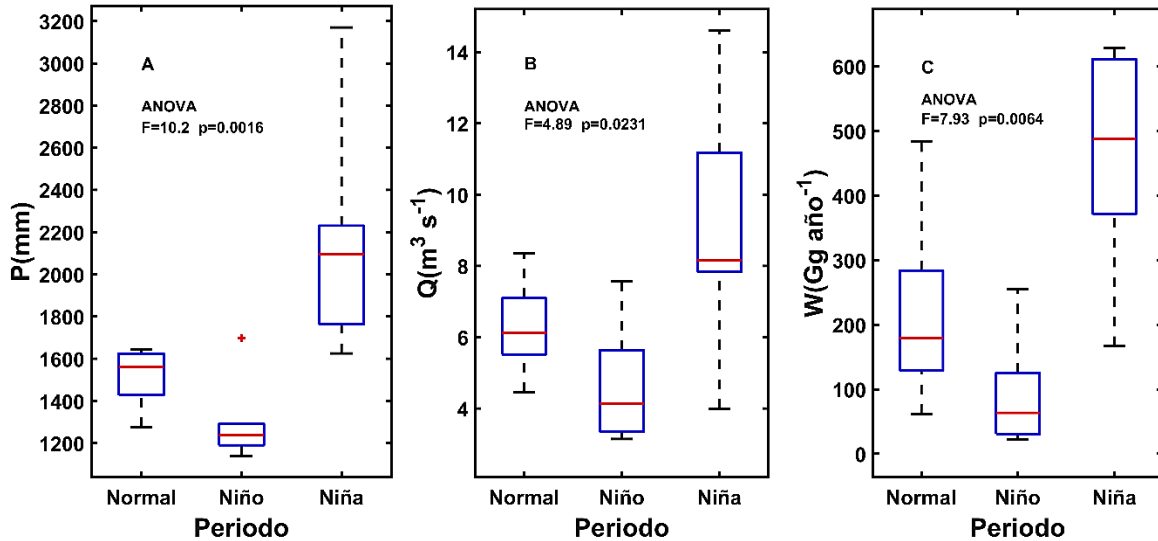 P(mm)
3200
3000
2800
2600
2400
2200
2000
1800
1600
1400
1200
A
ANOVA
F=10.2 p=0.0016
Normal Niño Niña
Periodo
Q(m³ s⁻¹)
14
12
10
8
6
4
B
ANOVA
F=4.89 p=0.0231
Normal Niño Niña
Periodo
W(Gg año⁻¹)
600
500
400
300
200
100
0
C
ANOVA
F=7.93 p=0.0064
Normal Niño Niña
Periodo